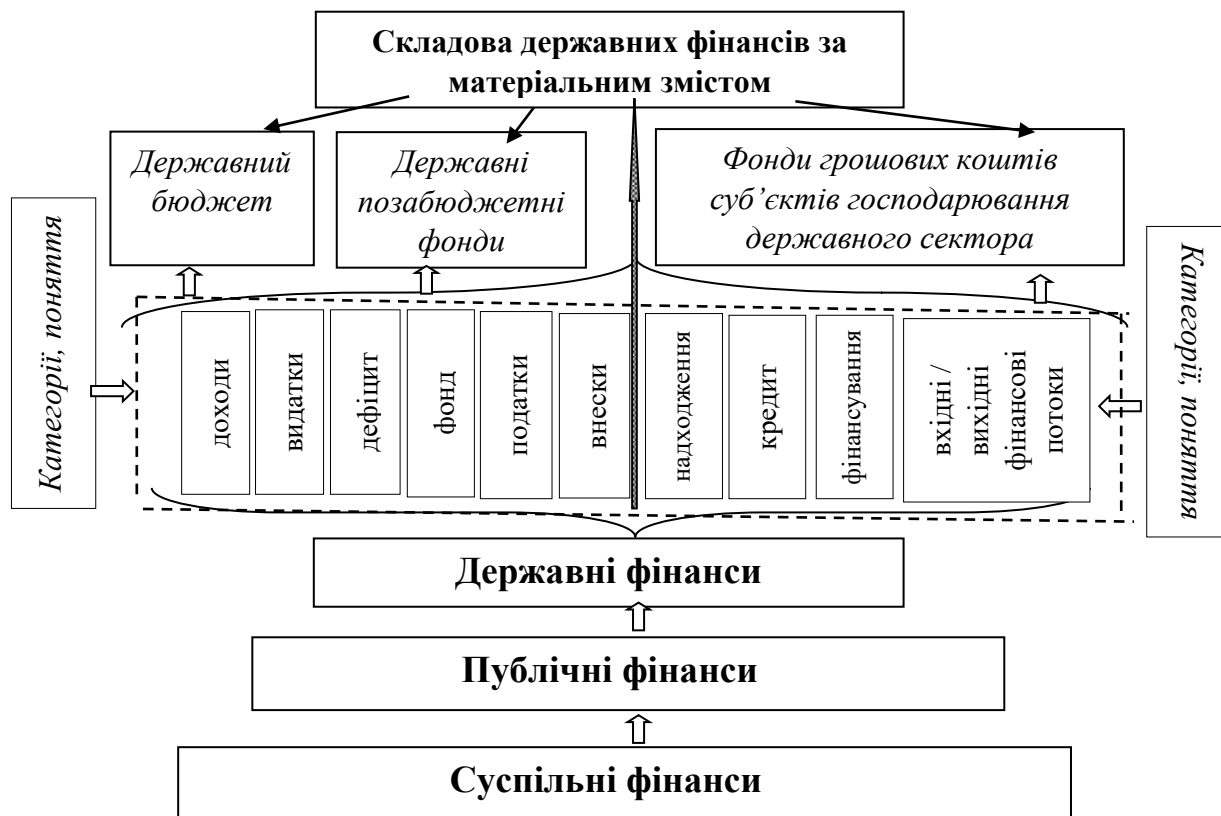 Складова державних фінансів за
матеріальним змістом
Державний
бюджет
Державні
позабюджетні
фонди
Фонди грошових коштів
суб’єктів господарювання
державного сектора
Категорії, поняття
доходи
видатки
дефіцит
фонд
податки
внески
надходження
кредит
фінансування
вхідні /
вихідні
фінансові
потоки
Категорії, поняття
Державні фінанси
Публічні фінанси
Суспільні фінанси